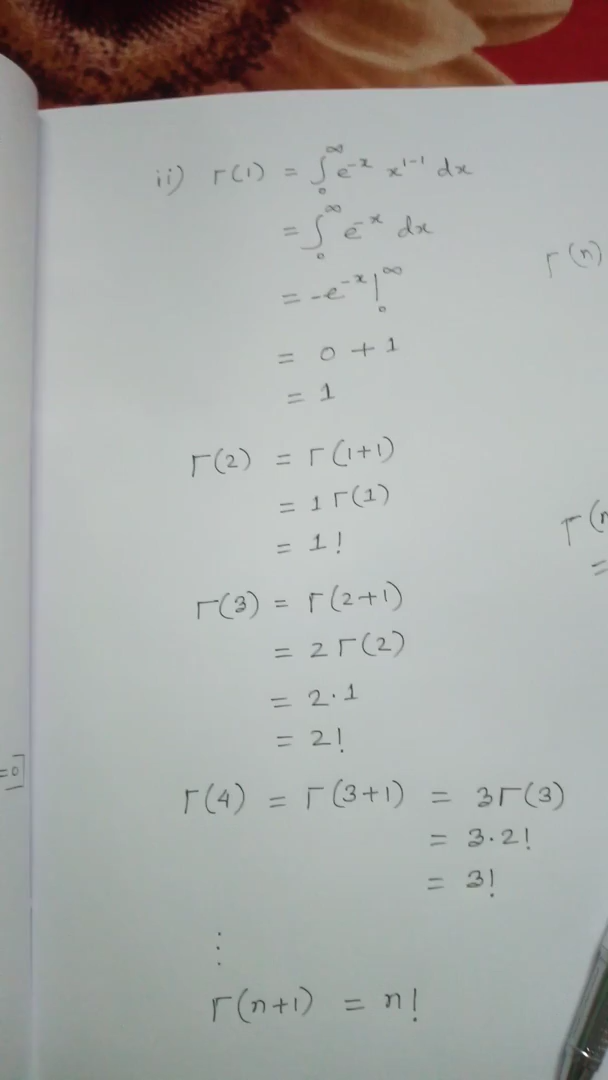 ii) Γ(1) = ∫₀^∞ e^-x x^1-1 dx
= ∫₀^∞ e^-x dx
= -e^-x |₀^∞
= 0 + 1
= 1
Γ(2) = Γ(1+1)
= 1 Γ(1)
= 1!
Γ(3) = Γ(2+1)
= 2 Γ(2)
= 2·1
= 2!
Γ(4) = Γ(3+1) = 3Γ(3)
= 3·2!
= 3!
⋮
Γ(n+1) = n!
Γ(n)
Γ(n
=
=0]